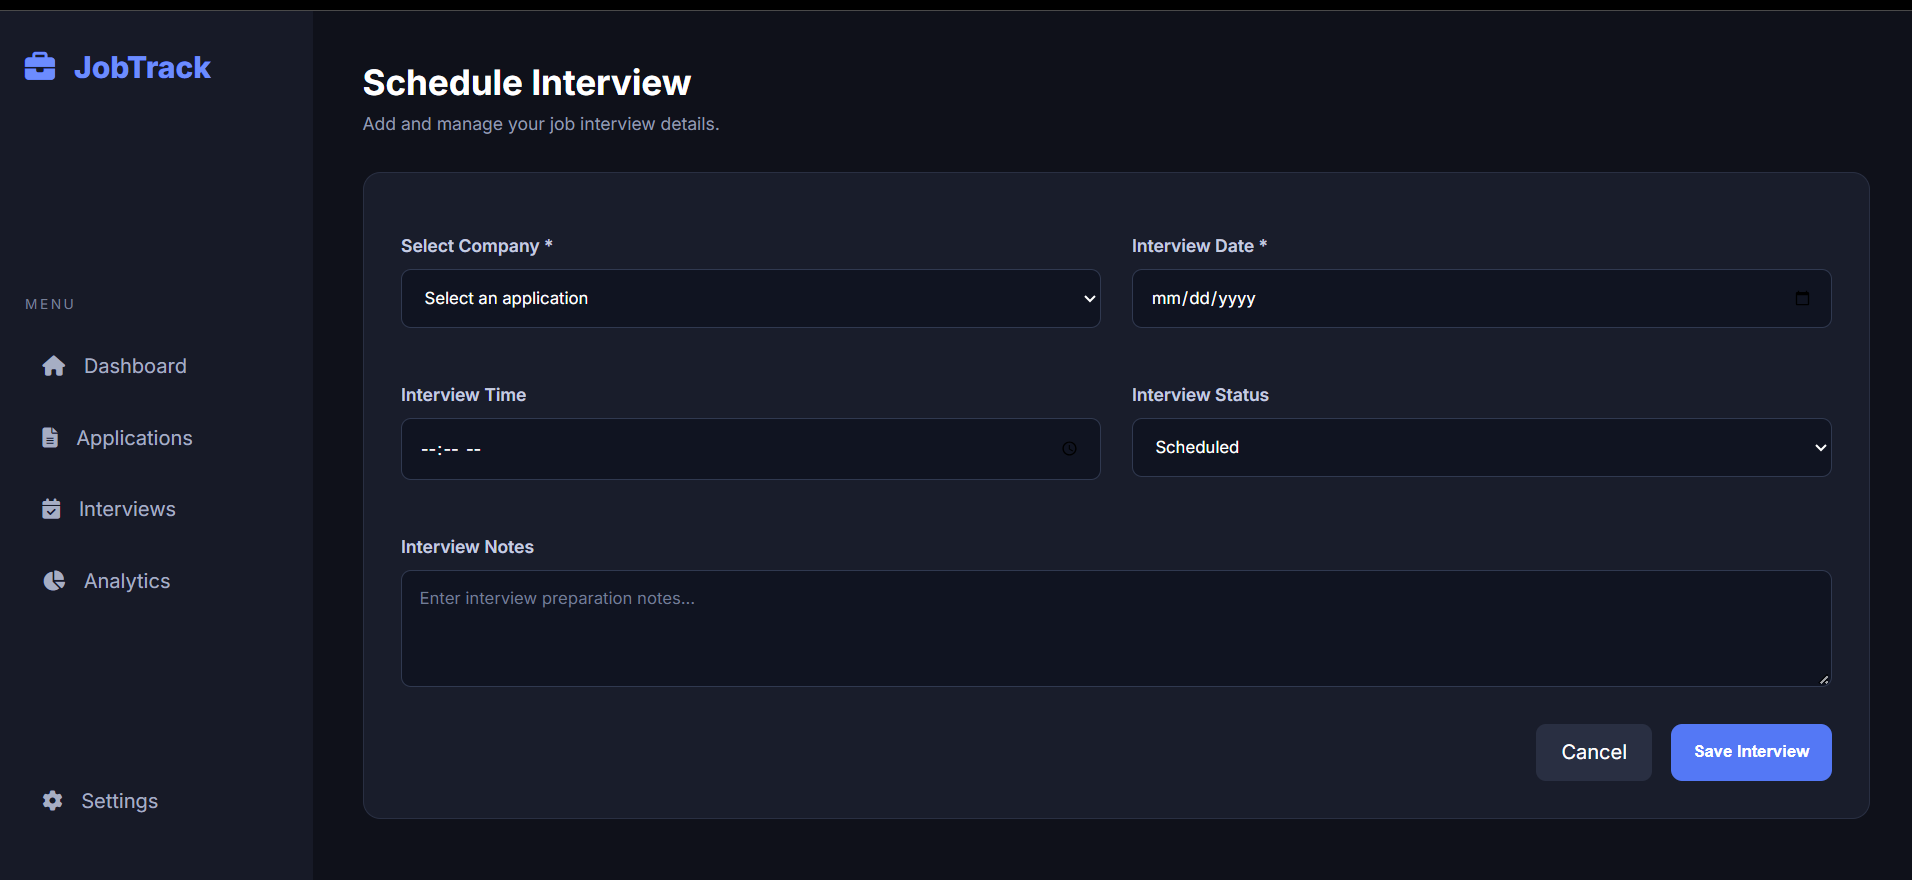 JobTrack
MENU
Dashboard
Applications
Interviews
Analytics
Settings
Schedule Interview
Add and manage your job interview details.
Select Company *
Select an application
Interview Date *
mm/dd/yyyy
Interview Time
--:-- --
Interview Status
Scheduled
Interview Notes
Enter interview preparation notes...
Cancel
Save Interview